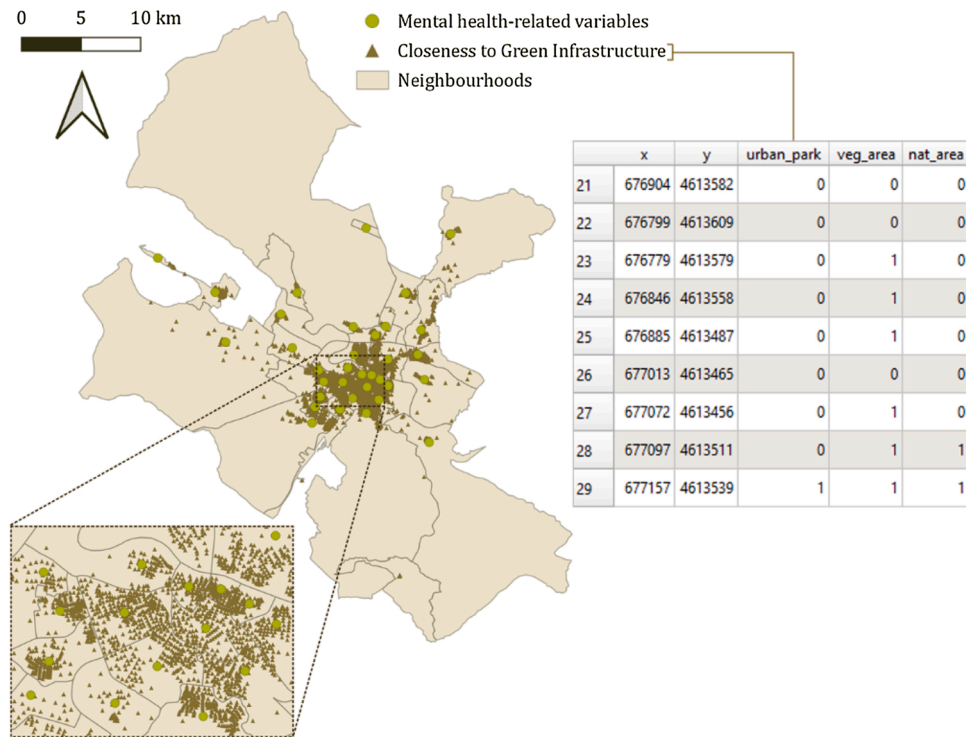 0 5 10 km
Mental health-related variables
Closeness to Green Infrastructure
Neighbourhoods
x y urban_park veg_area nat_area
21 676904 4613582 0 0 0
22 676799 4613609 0 0 0
23 676779 4613579 0 1 0
24 676846 4613558 0 1 0
25 676885 4613487 0 1 0
26 677013 4613465 0 0 0
27 677072 4613456 0 1 0
28 677097 4613511 0 1 1
29 677157 4613539 1 1 1